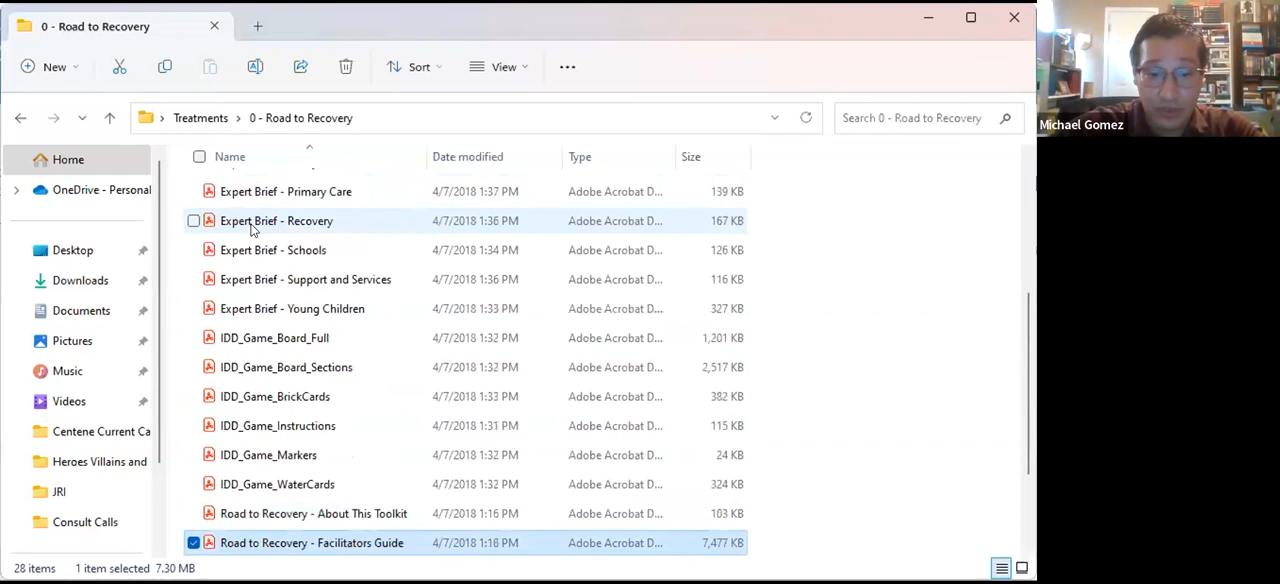 0 - Road to Recovery
New
Sort
View
Treatments
0 - Road to Recovery
Search 0 - Road to Recovery
Michael Gomez
Home
OneDrive - Persona
Desktop
Downloads
Documents
Pictures
Music
Videos
Centene Current Ca
Heroes Villains and
JRI
Consult Calls
Name Date modified Type Size
Expert Brief - Primary Care 4/7/2018 1:37 PM Adobe Acrobat D... 139 KB
Expert Brief - Recovery 4/7/2018 1:36 PM Adobe Acrobat D... 167 KB
Expert Brief - Schools 4/7/2018 1:34 PM Adobe Acrobat D... 126 KB
Expert Brief - Support and Services 4/7/2018 1:36 PM Adobe Acrobat D... 116 KB
Expert Brief - Young Children 4/7/2018 1:33 PM Adobe Acrobat D... 327 KB
IDD_Game_Board_Full 4/7/2018 1:32 PM Adobe Acrobat D... 1,201 KB
IDD_Game_Board_Sections 4/7/2018 1:32 PM Adobe Acrobat D... 2,517 KB
IDD_Game_BrickCards 4/7/2018 1:33 PM Adobe Acrobat D... 382 KB
IDD_Game_Instructions 4/7/2018 1:31 PM Adobe Acrobat D... 115 KB
IDD_Game_Markers 4/7/2018 1:32 PM Adobe Acrobat D... 24 KB
IDD_Game_WaterCards 4/7/2018 1:32 PM Adobe Acrobat D... 324 KB
Road to Recovery - About This Toolkit 4/7/2018 1:16 PM Adobe Acrobat D... 103 KB
Road to Recovery - Facilitators Guide 4/7/2018 1:16 PM Adobe Acrobat D... 7,477 KB
28 items 1 item selected 7.30 MB